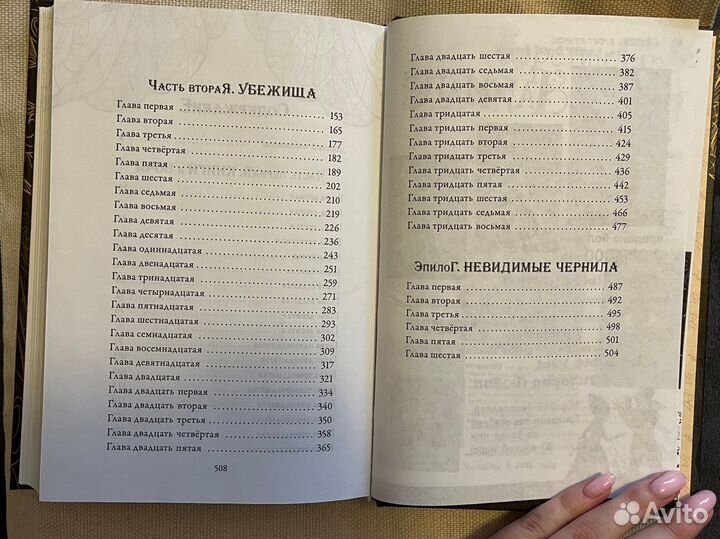 Часть вторая. УБЕЖИЩА
Глава первая 153
Глава вторая 165
Глава третья 177
Глава четвёртая 182
Глава пятая 189
Глава шестая 202
Глава седьмая 210
Глава восьмая 219
Глава девятая 226
Глава десятая 236
Глава одиннадцатая 243
Глава двенадцатая 251
Глава тринадцатая 259
Глава четырнадцатая 271
Глава пятнадцатая 283
Глава шестнадцатая 293
Глава семнадцатая 302
Глава восемнадцатая 309
Глава девятнадцатая 317
Глава двадцатая 321
Глава двадцать первая 334
Глава двадцать вторая 340
Глава двадцать третья 350
Глава двадцать четвёртая 358
Глава двадцать пятая 365
508
Глава двадцать шестая 376
Глава двадцать седьмая 382
Глава двадцать восьмая 387
Глава двадцать девятая 401
Глава тридцатая 405
Глава тридцать первая 415
Глава тридцать вторая 424
Глава тридцать третья 429
Глава тридцать четвёртая 436
Глава тридцать пятая 442
Глава тридцать шестая 453
Глава тридцать седьмая 466
Глава тридцать восьмая 477
Эпилог. НЕВИДИМЫЕ ЧЕРНИЛА
Глава первая 487
Глава вторая 492
Глава третья 495
Глава четвёртая 498
Глава пятая 501
Глава шестая 504
Avito